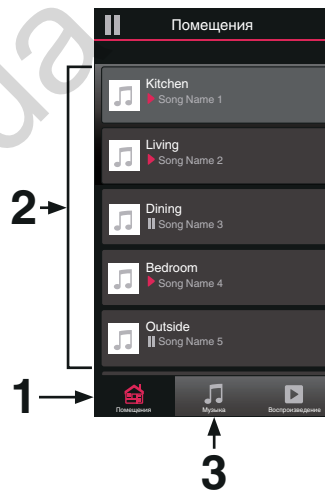 Помещения
Kitchen
Song Name 1
Living
Song Name 2
2
Dining
Song Name 3
Bedroom
Song Name 4
Outside
Song Name 5
1
Помещения
Музыка
Воспроизведение
3